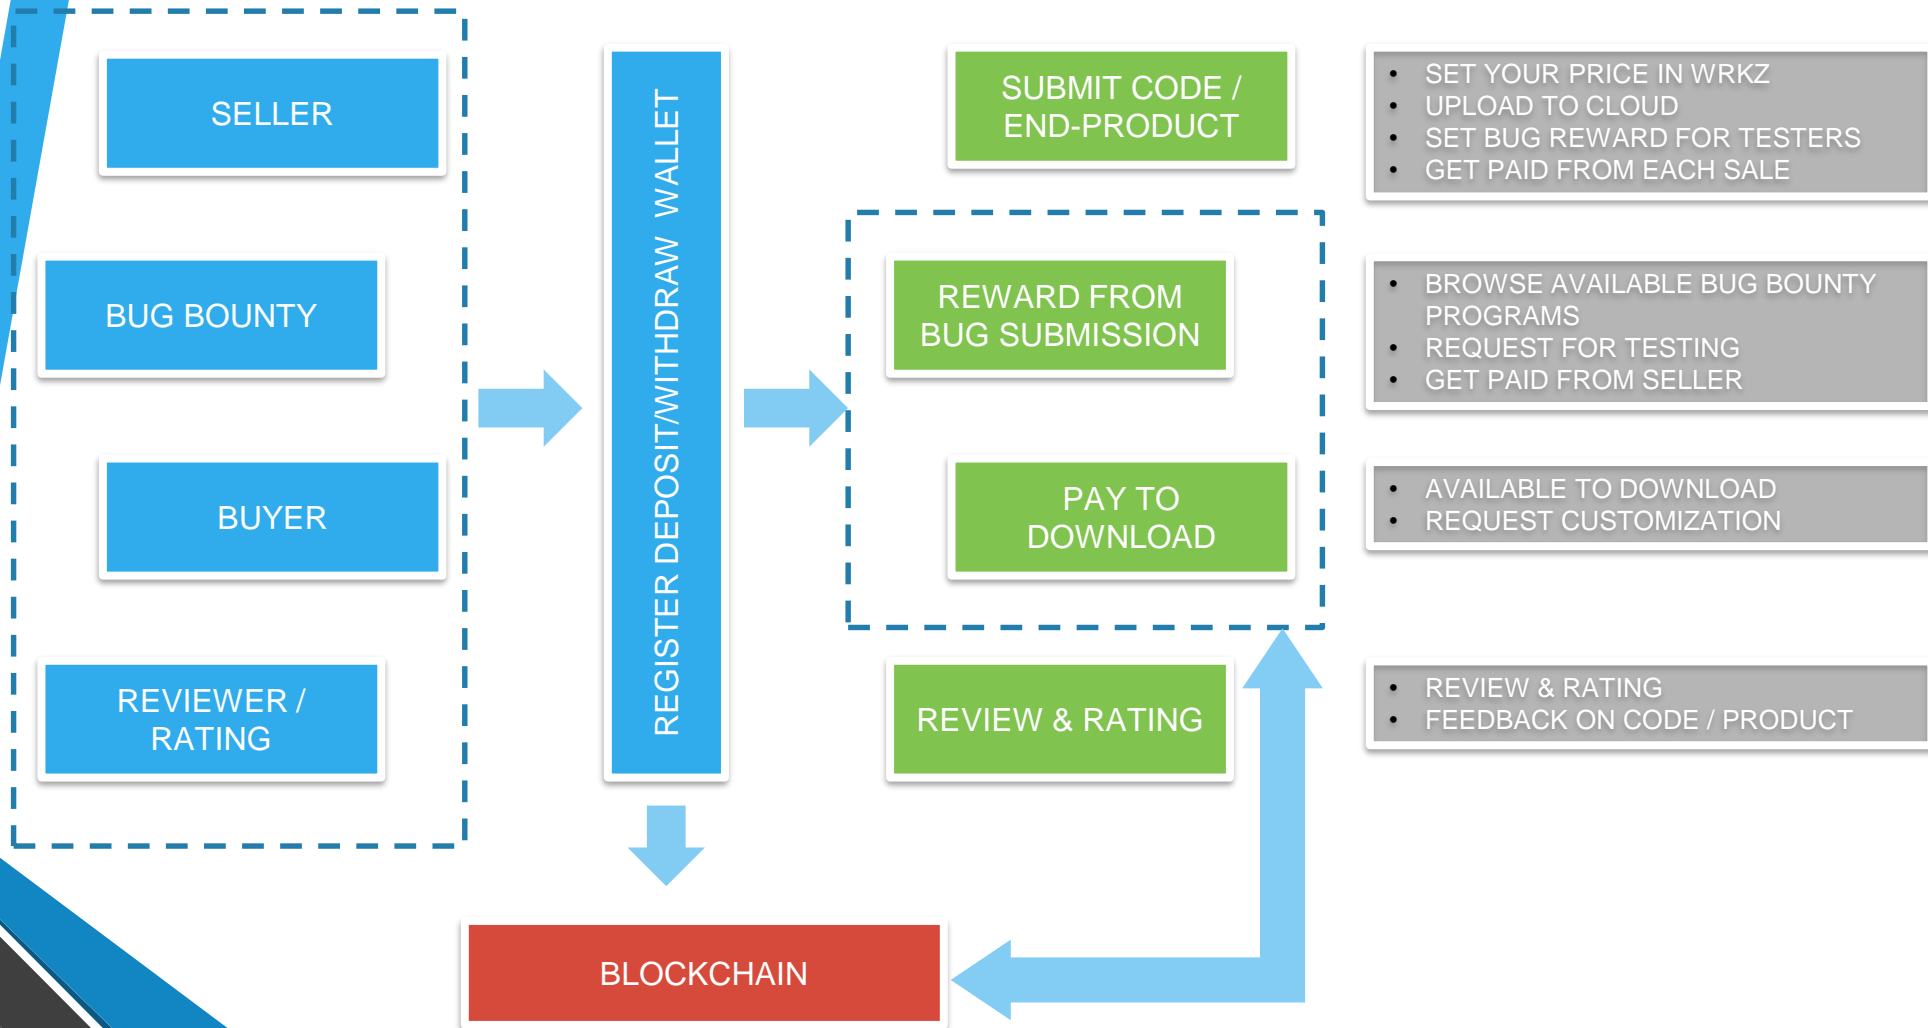 SELLER
BUG BOUNTY
BUYER
REVIEWER /
RATING
REGISTER DEPOSIT/WITHDRAW WALLET
SUBMIT CODE /
END-PRODUCT
REWARD FROM
BUG SUBMISSION
PAY TO
DOWNLOAD
REVIEW & RATING
• SET YOUR PRICE IN WRKZ
• UPLOAD TO CLOUD
• SET BUG REWARD FOR TESTERS
• GET PAID FROM EACH SALE
• BROWSE AVAILABLE BUG BOUNTY
PROGRAMS
• REQUEST FOR TESTING
• GET PAID FROM SELLER
• AVAILABLE TO DOWNLOAD
• REQUEST CUSTOMIZATION
• REVIEW & RATING
• FEEDBACK ON CODE / PRODUCT
BLOCKCHAIN